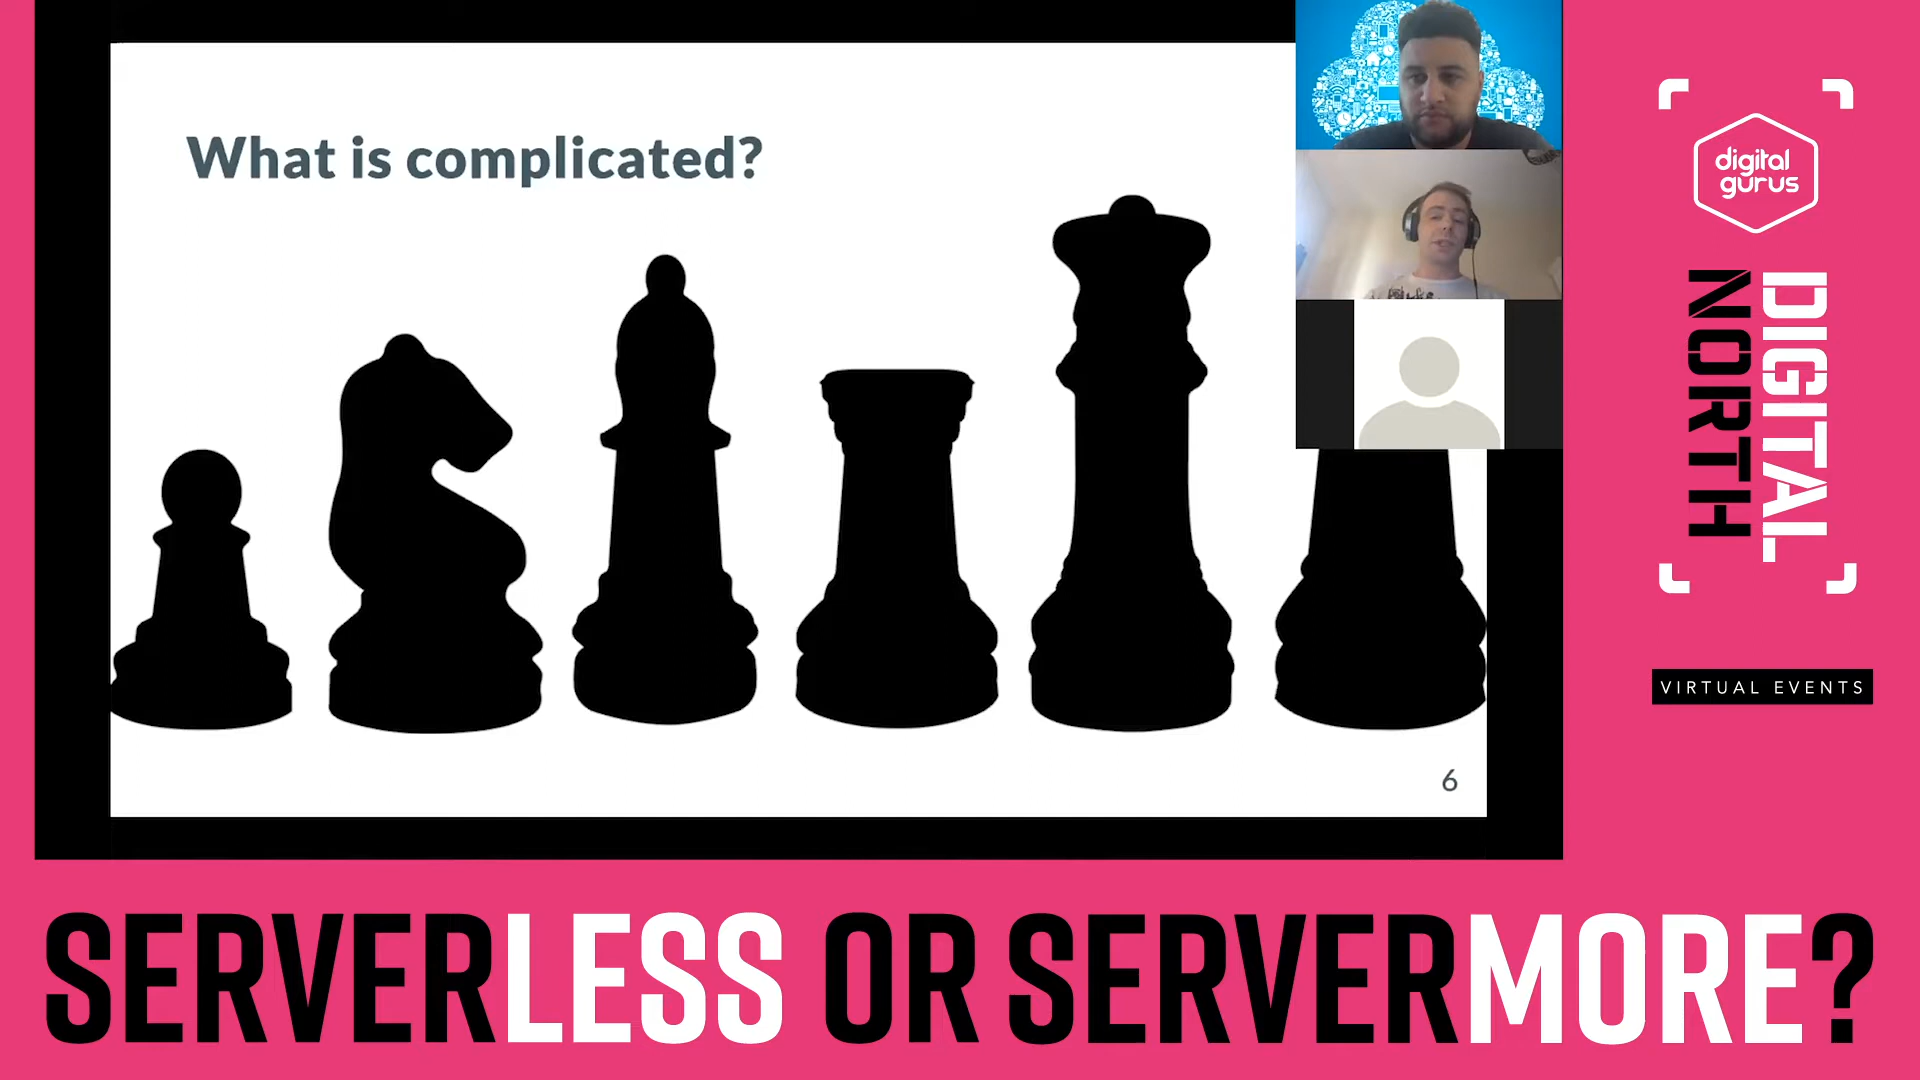 What is complicated?
6
digital
gurus
DIGITAL
NORTH
VIRTUAL EVENTS
SERVERLESS OR SERVERMORE?